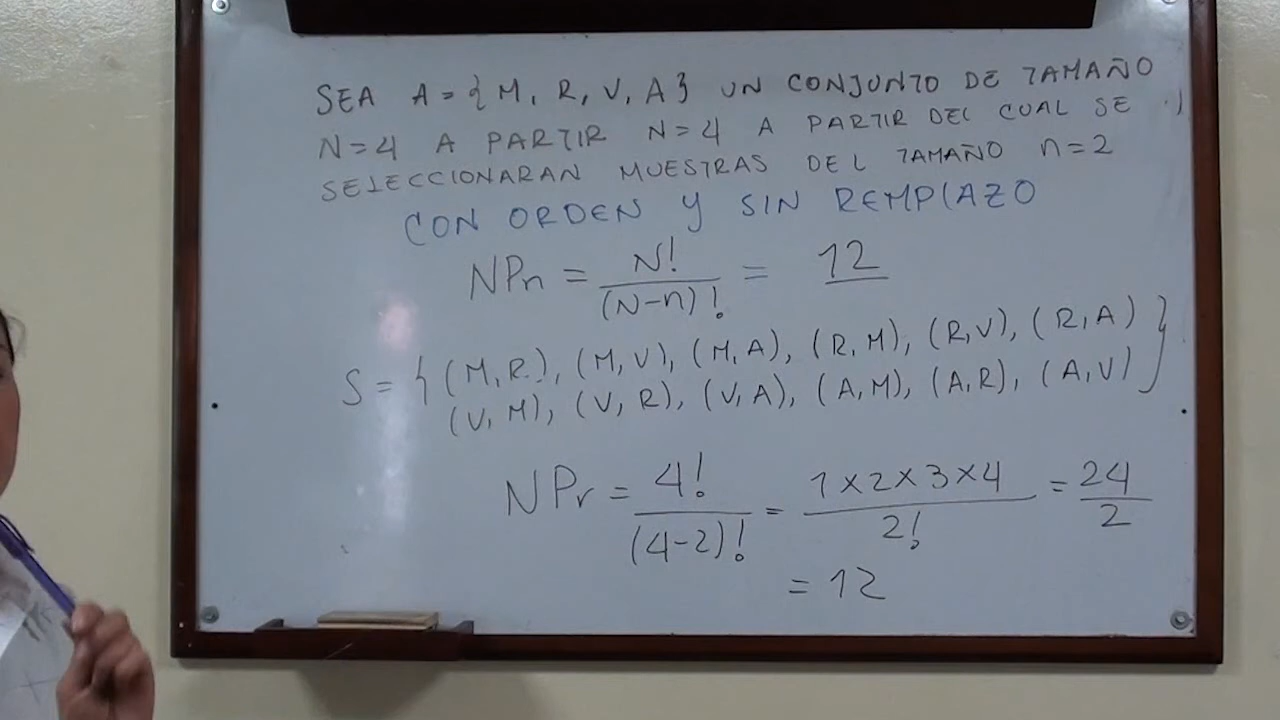 SEA A = { M, R, V, A } UN CONJUNTO DE TAMAÑO
N=4 A PARTIR N=4 A PARTIR DEL CUAL SE
SELECCIONARAN MUESTRAS DEL TAMAÑO n=2
CON ORDEN Y SIN REMPLAZO
NPn = N! / (N-n)! = 12
S = { (M, R), (M, V), (M, A), (R, M), (R, V), (R, A)
(V, M), (V, R), (V, A), (A, M), (A, R), (A, V) }
NPr = 4! / (4-2)! = 1×2×3×4 / 2! = 24 / 2
= 12